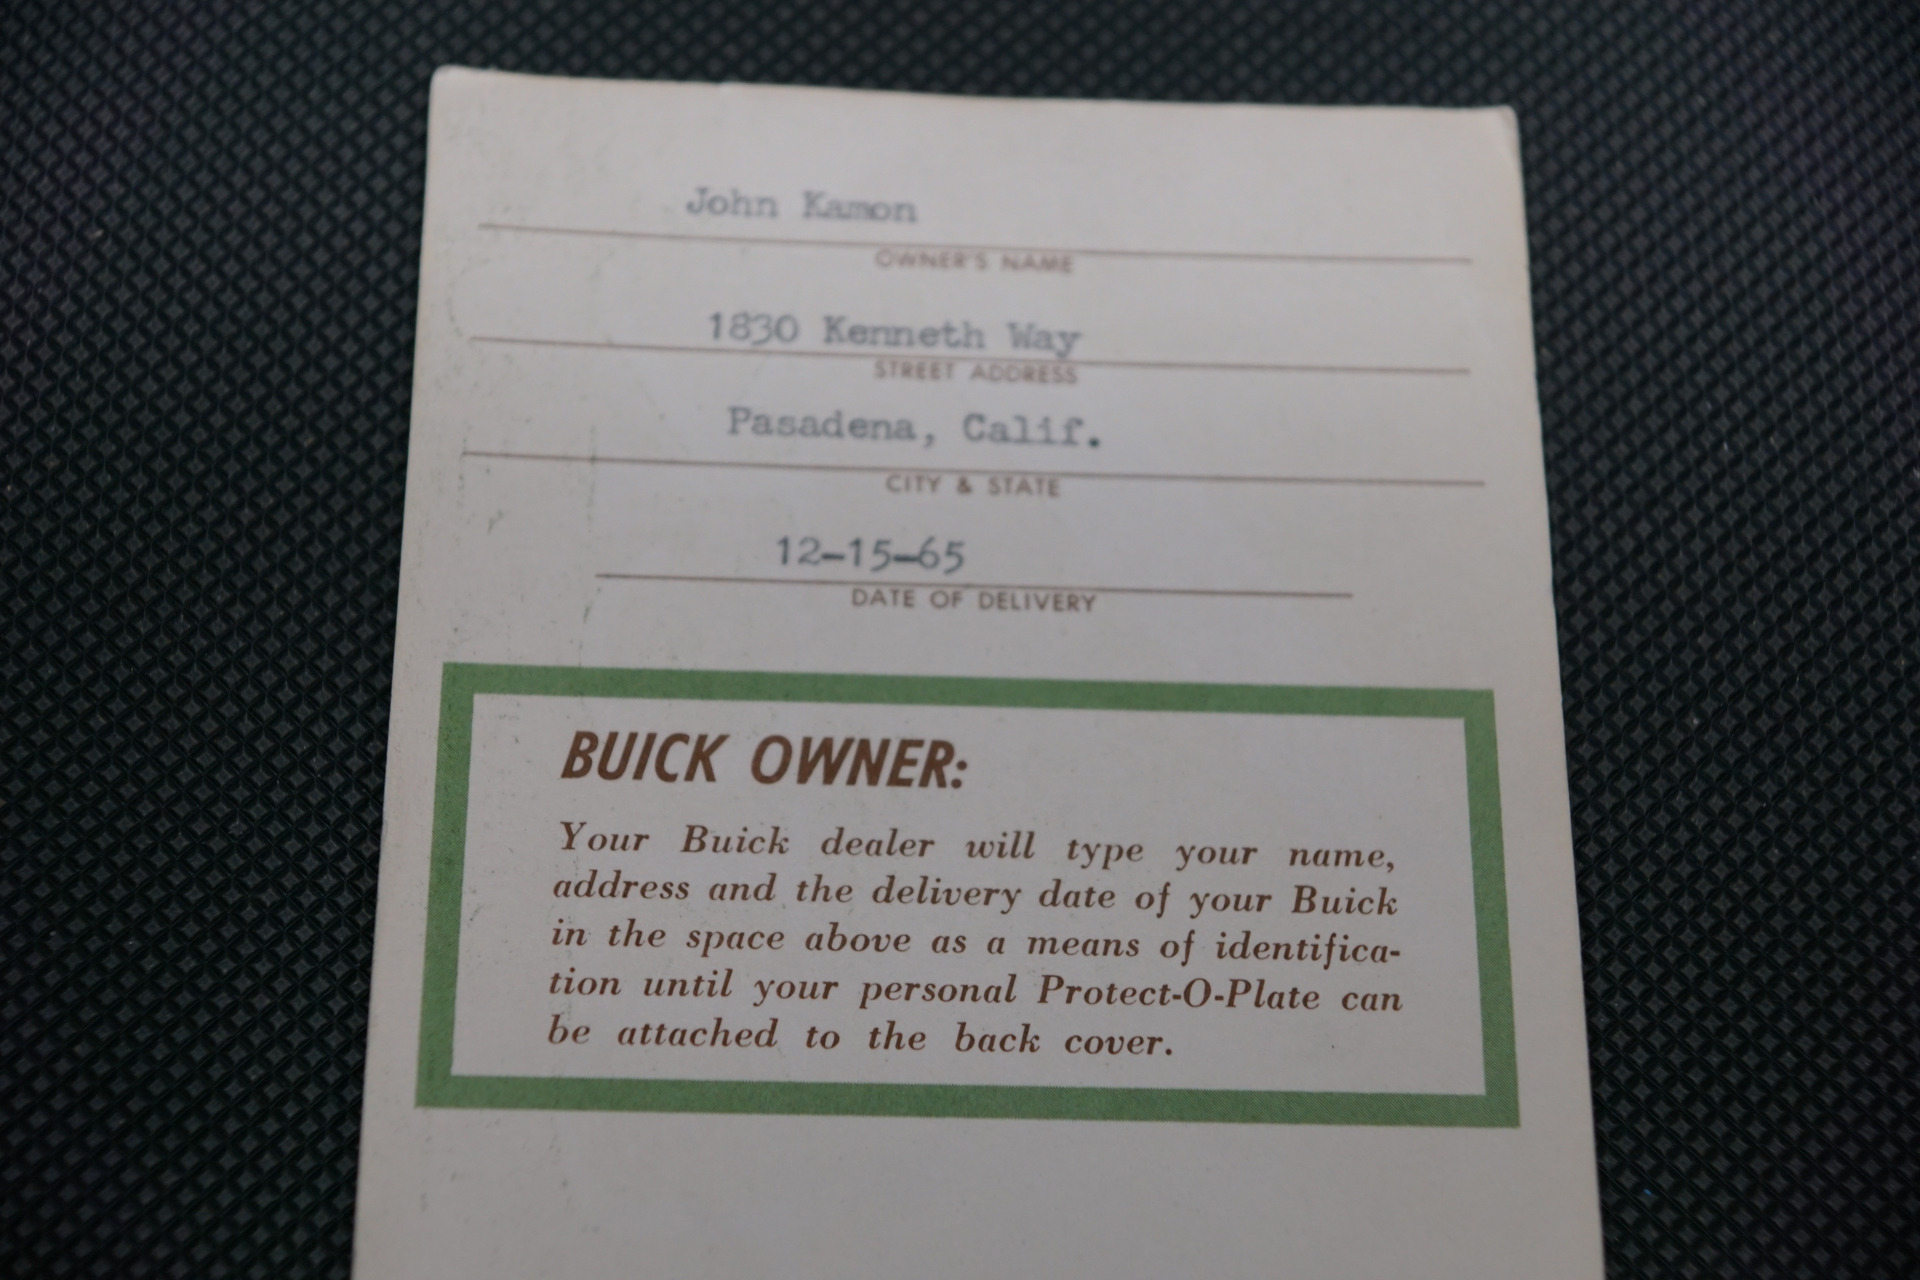 John Kamon
OWNER'S NAME
1830 Kenneth Way
STREET ADDRESS
Pasadena, Calif.
CITY & STATE
12-15-65
DATE OF DELIVERY
BUICK OWNER:
Your Buick dealer will type your name,
address and the delivery date of your Buick
in the space above as a means of identifica-
tion until your personal Protect-O-Plate can
be attached to the back cover.